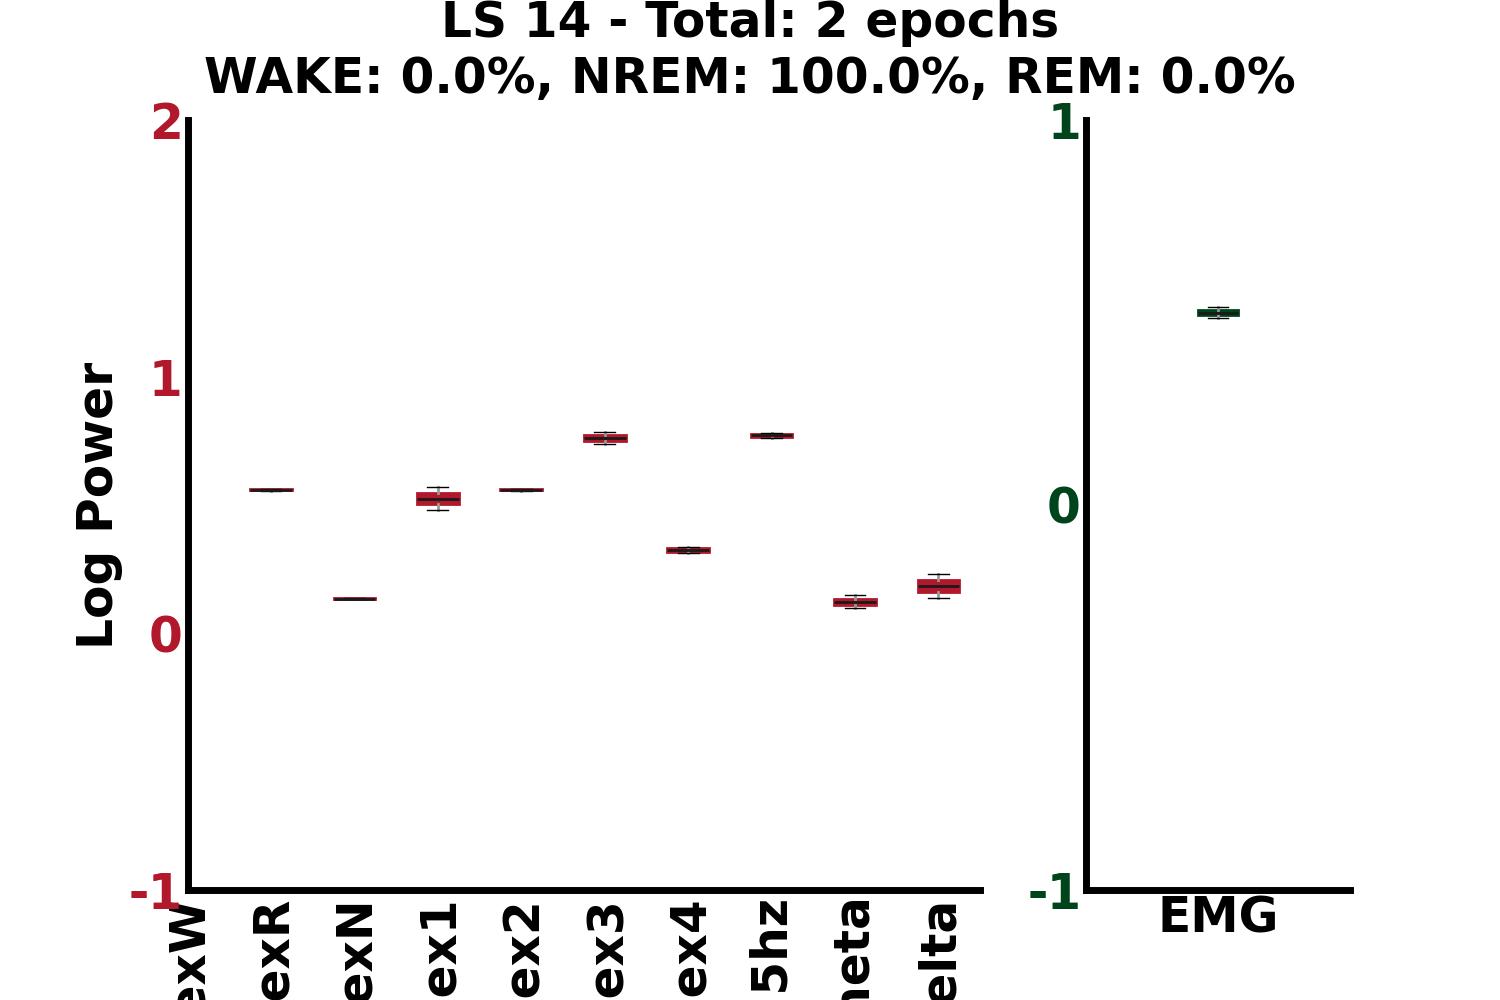 LS 14 - Total: 2 epochs
WAKE: 0.0%, NREM: 100.0%, REM: 0.0%
2
1
0
-1
Log Power
exW
exR
exN
ex1
ex2
ex3
ex4
5hz
eta
elta
1
0
-1
EMG